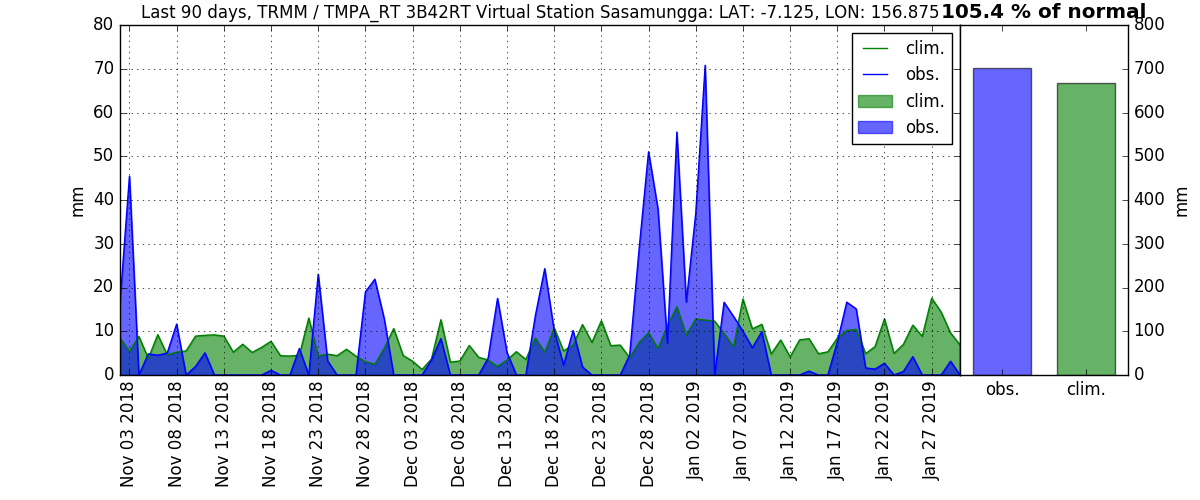 Last 90 days, TRMM / TMPA_RT 3B42RT Virtual Station Sasamungga: LAT: -7.125, LON: 156.875 105.4 % of normal
80
70
60
50
40
30
20
10
0
mm
clim.
obs.
clim.
obs.
800
700
600
500
400
300
200
100
0
mm
Nov 03 2018
Nov 08 2018
Nov 13 2018
Nov 18 2018
Nov 23 2018
Nov 28 2018
Dec 03 2018
Dec 08 2018
Dec 13 2018
Dec 18 2018
Dec 23 2018
Dec 28 2018
Jan 02 2019
Jan 07 2019
Jan 12 2019
Jan 17 2019
Jan 22 2019
Jan 27 2019
obs.
clim.